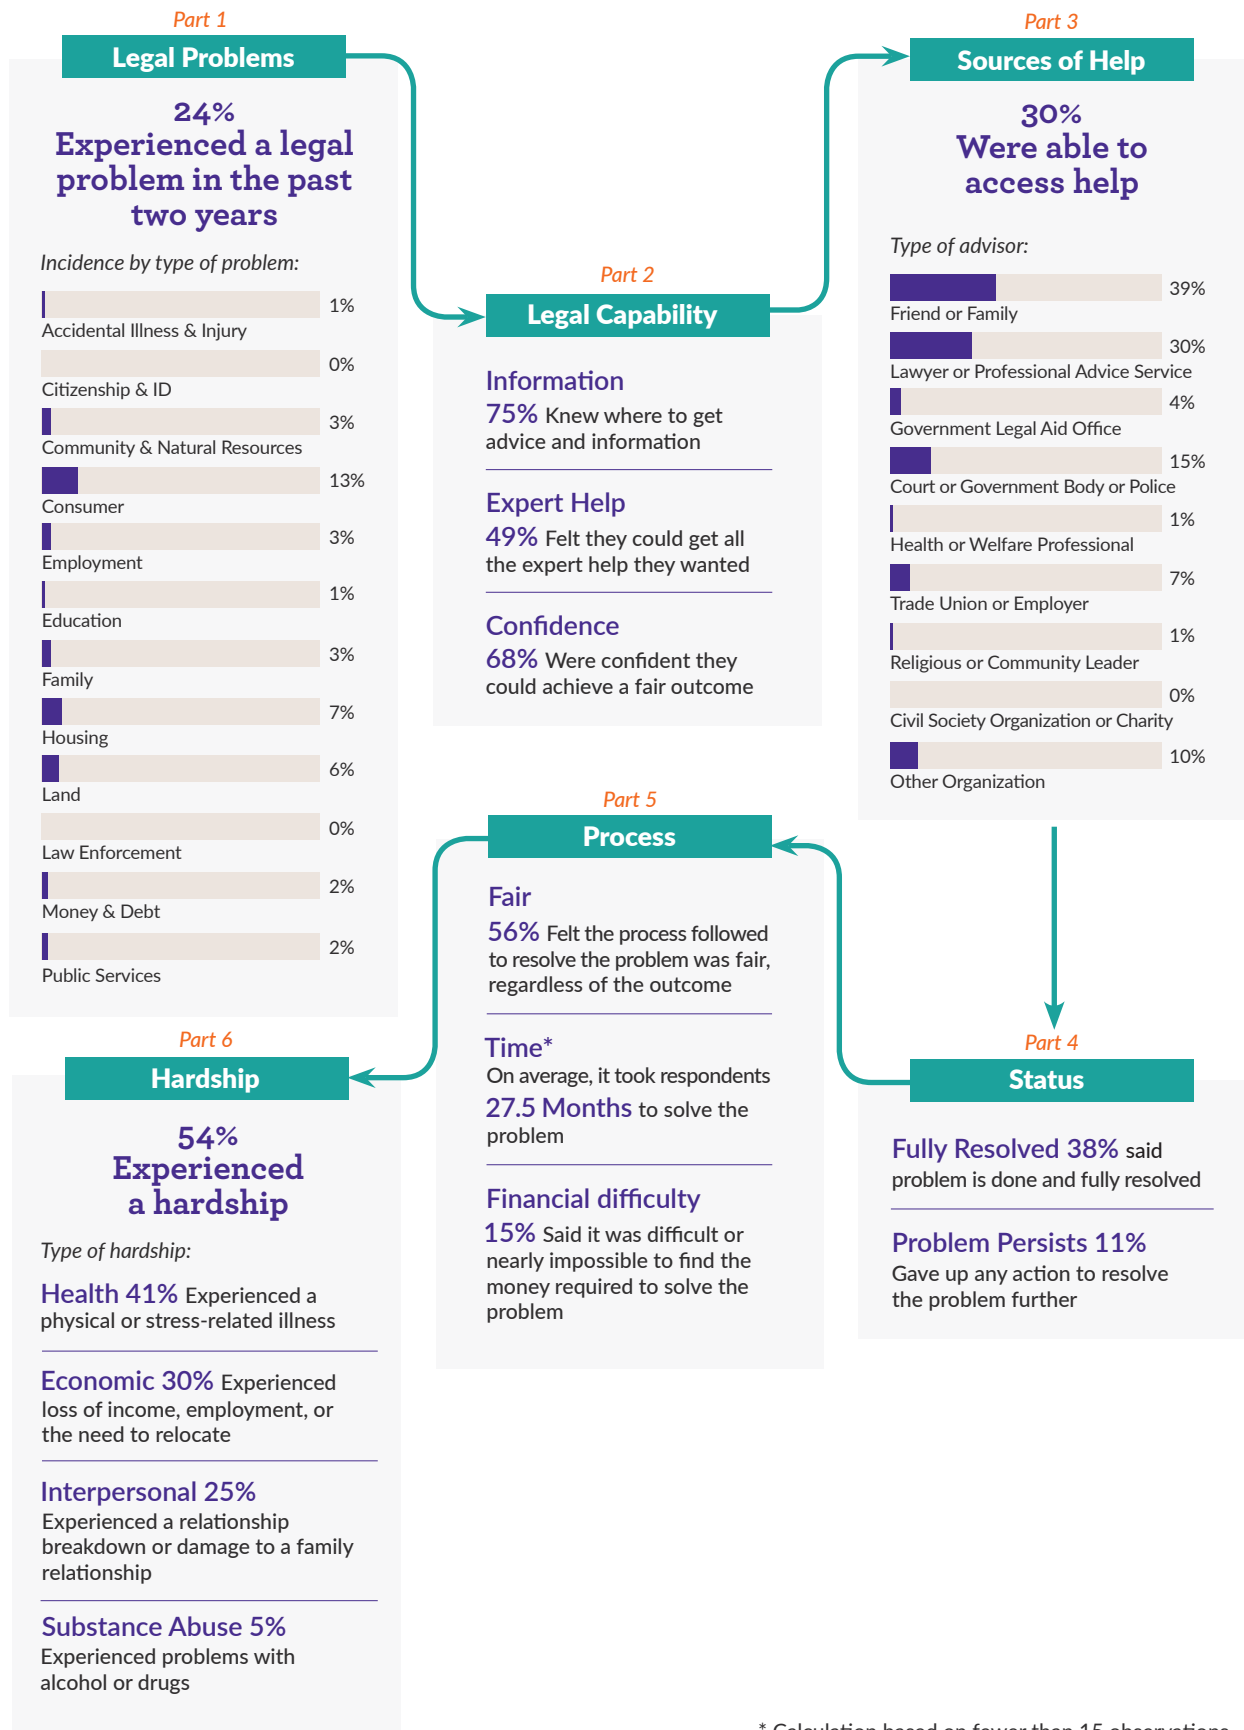 Part 1
Legal Problems
24%
Experienced a legal
problem in the past
two years
Incidence by type of problem:
1%
Accidental Illness & Injury
0%
Citizenship & ID
3%
Community & Natural Resources
13%
Consumer
3%
Employment
1%
Education
3%
Family
7%
Housing
6%
Land
0%
Law Enforcement
2%
Money & Debt
2%
Public Services
Part 2
Legal Capability
Information
75% Knew where to get
advice and information
Expert Help
49% Felt they could get all
the expert help they wanted
Confidence
68% Were confident they
could achieve a fair outcome
Part 3
Sources of Help
30%
Were able to
access help
Type of advisor:
39%
Friend or Family
30%
Lawyer or Professional Advice Service
4%
Government Legal Aid Office
15%
Court or Government Body or Police
1%
Health or Welfare Professional
7%
Trade Union or Employer
1%
Religious or Community Leader
0%
Civil Society Organization or Charity
10%
Other Organization
Part 4
Status
Fully Resolved 38% said
problem is done and fully resolved
Problem Persists 11%
Gave up any action to resolve
the problem further
Part 5
Process
Fair
56% Felt the process followed
to resolve the problem was fair,
regardless of the outcome
Time*
On average, it took respondents
27.5 Months to solve the
problem
Financial difficulty
15% Said it was difficult or
nearly impossible to find the
money required to solve the
problem
Part 6
Hardship
54%
Experienced
a hardship
Type of hardship:
Health 41% Experienced a
physical or stress-related illness
Economic 30% Experienced
loss of income, employment, or
the need to relocate
Interpersonal 25%
Experienced a relationship
breakdown or damage to a family
relationship
Substance Abuse 5%
Experienced problems with
alcohol or drugs
* Calculation based on fewer than 15 observations